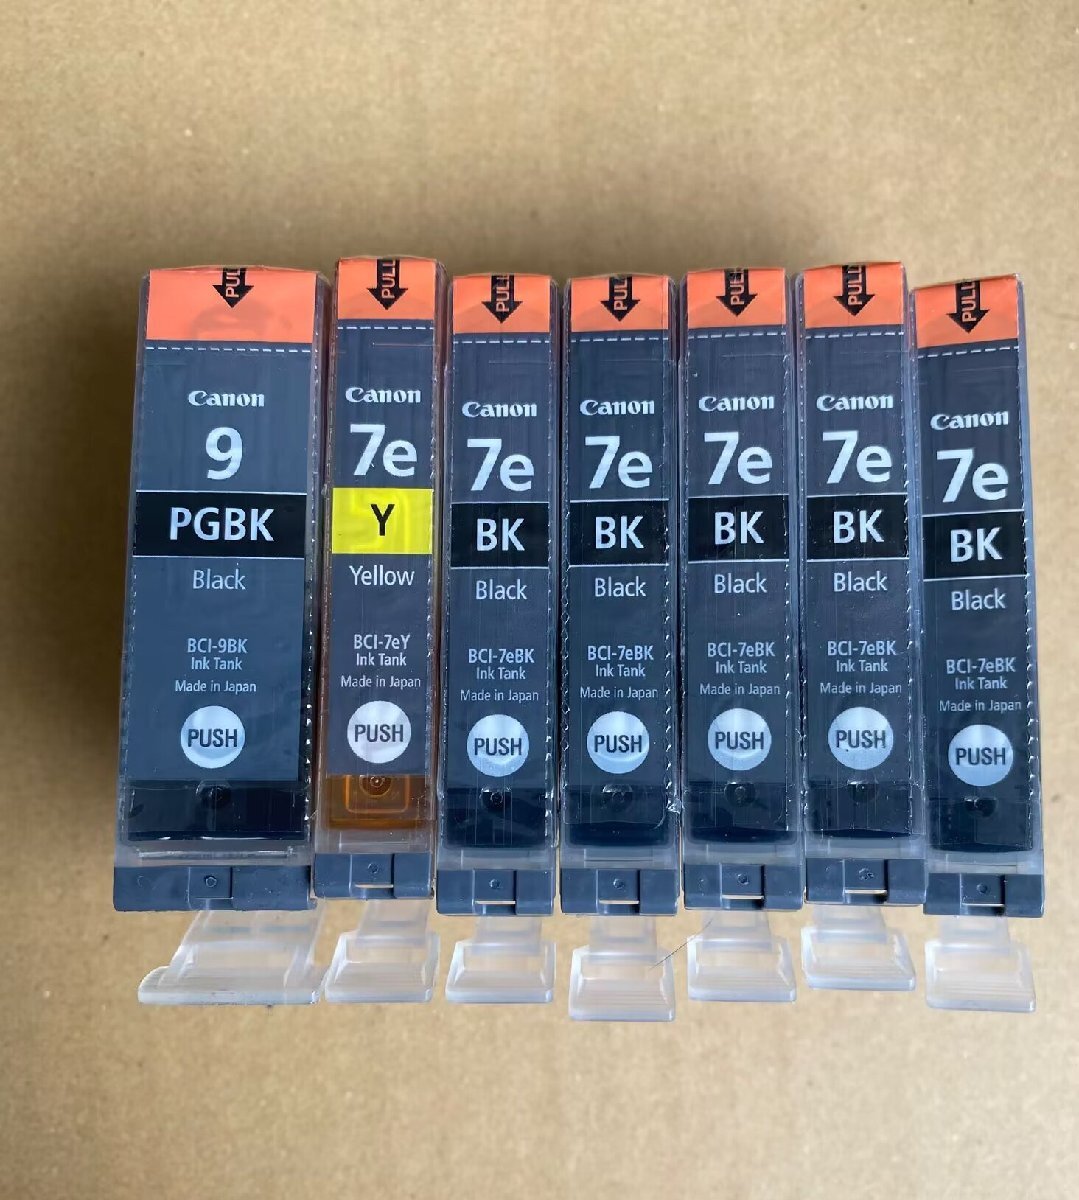 PULL
Canon
9
PGBK
Black
BCI-9BK
Ink Tank
Made in Japan
PUSH
PULL
Canon
7e
Y
Yellow
BCI-7eY
Ink Tank
Made in Japan
PUSH
PULL
Canon
7e
BK
Black
BCI-7eBK
Ink Tank
Made in Japan
PUSH
PULL
Canon
7e
BK
Black
BCI-7eBK
Ink Tank
Made in Japan
PUSH
PULL
Canon
7e
BK
Black
BCI-7eBK
Ink Tank
Made in Japan
PUSH
PULL
Canon
7e
BK
Black
BCI-7eBK
Ink Tank
Made in Japan
PUSH
PULL
Canon
7e
BK
Black
BCI-7eBK
Ink Tank
Made in Japan
PUSH